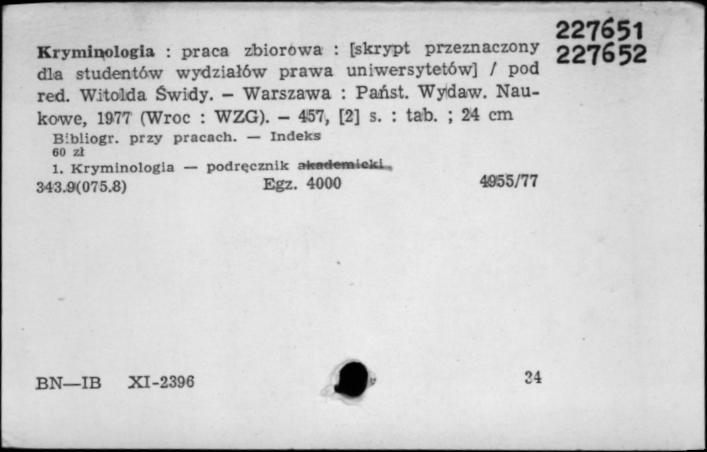 227651
227652
Kryminologia : praca zbiorowa : [skrypt przeznaczony
dla studentów wydziałów prawa uniwersytetów] / pod
red. Witolda Świdy. – Warszawa : Państ. Wydaw. Nau-
kowe, 1977 (Wroc : WZG). – 457, [2] s. : tab. ; 24 cm
Bibliogr. przy pracach. — Indeks
60 zł
1. Kryminologia — podręcznik akademicki
343.9(075.8) Egz. 4000 4955/77
BN—IB XI-2396 34